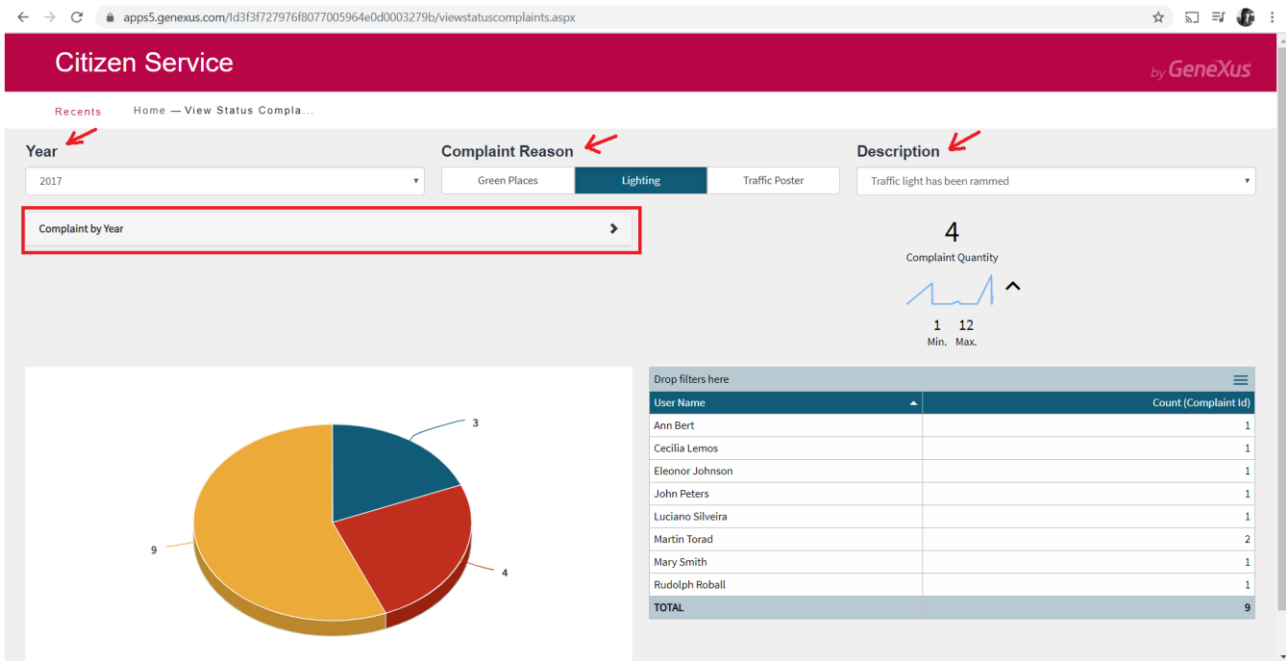 apps5.genexus.com/Id3f3f727976f8077005964e0d0003279b/viewstatuscomplaints.aspx
Citizen Service
by GeneXus
Recents Home — View Status Compla...
Year
2017
Complaint Reason
Green Places Lighting Traffic Poster
Description
Traffic light has been rammed
Complaint by Year
4
Complaint Quantity
1 12
Min. Max.
3
9
4
Drop filters here
User Name Count (Complaint Id)
Ann Bert 1
Cecilia Lemos 1
Eleonor Johnson 1
John Peters 1
Luciano Silveira 1
Martin Torad 2
Mary Smith 1
Rudolph Roball 1
TOTAL 9